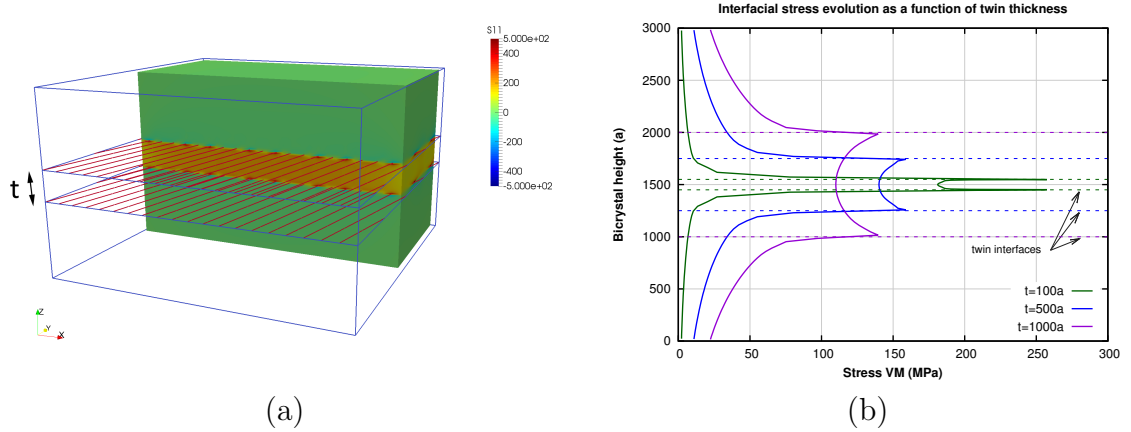 S11
5.000e+02
400
200
0
-200
-400
-5.000e+02
t
Z
Y
X
(a)
Interfacial stress evolution as a function of twin thickness
Bicrystal height (a)
3000
2500
2000
1500
1000
500
0
twin interfaces
t=100a
t=500a
t=1000a
0 50 100 150 200 250 300
Stress VM (MPa)
(b)